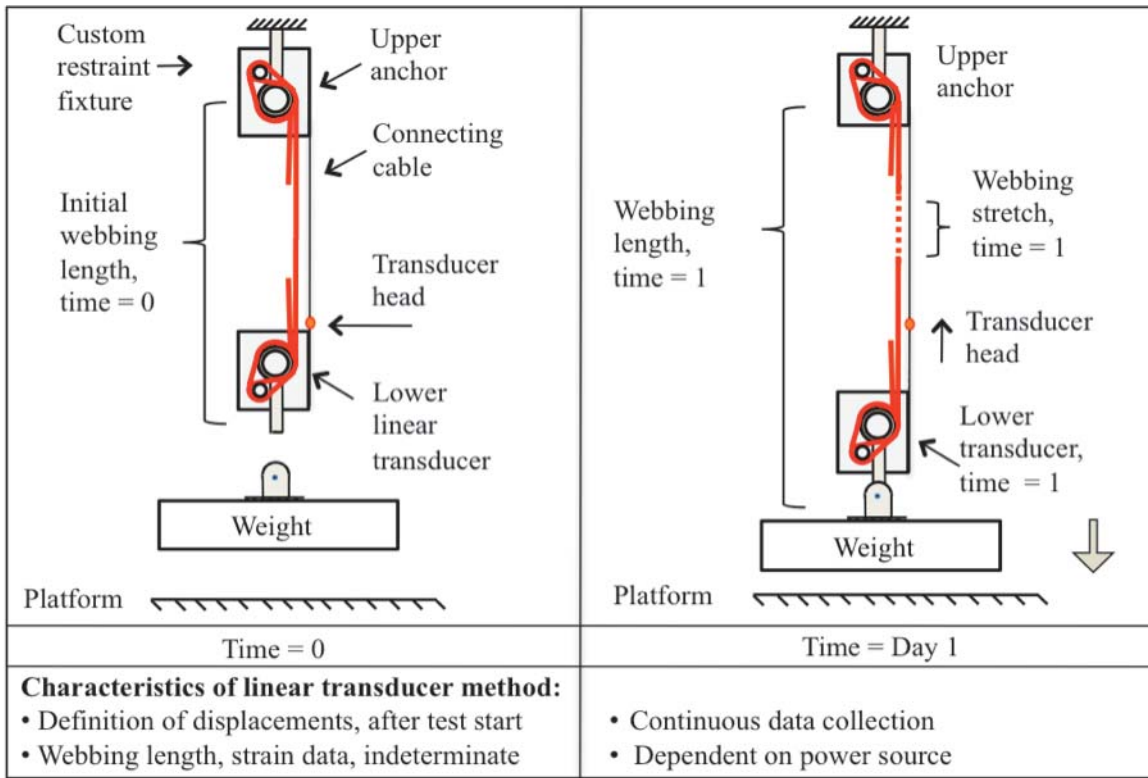 Custom
restraint
fixture
Upper
anchor
Connecting
cable
Initial
webbing
length,
time = 0
Transducer
head
Lower
linear
transducer
Weight
Platform
Time = 0
Characteristics of linear transducer method:
• Definition of displacements, after test start
• Webbing length, strain data, indeterminate
Upper
anchor
Webbing
length,
time = 1
Webbing
stretch,
time = 1
Transducer
head
Lower
transducer,
time = 1
Weight
Platform
Time = Day 1
• Continuous data collection
• Dependent on power source